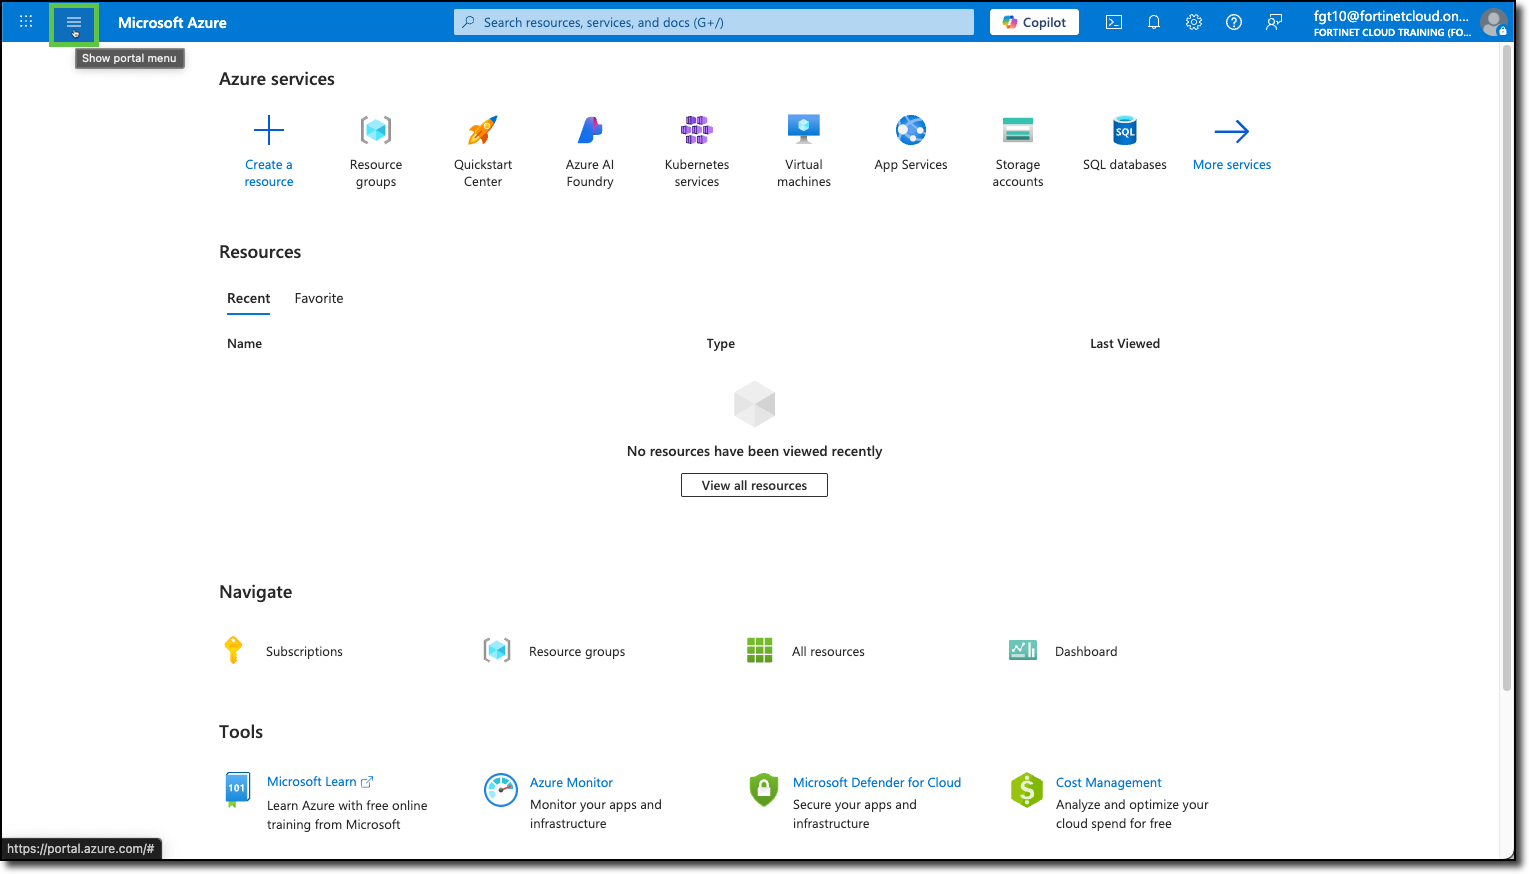 Microsoft Azure
Search resources, services, and docs (G+/)
Copilot
fgt10@fortinetcloud.on...
FORTINET CLOUD TRAINING (FO...
Show portal menu
Azure services
Create a
resource
Resource
groups
Quickstart
Center
Azure AI
Foundry
Kubernetes
services
Virtual
machines
App Services
Storage
accounts
SQL
SQL databases
More services
Resources
Recent
Favorite
Name
Type
Last Viewed
No resources have been viewed recently
View all resources
Navigate
Subscriptions
Resource groups
All resources
Dashboard
Tools
101
Microsoft Learn
Learn Azure with free online
training from Microsoft
Azure Monitor
Monitor your apps and
infrastructure
Microsoft Defender for Cloud
Secure your apps and
infrastructure
$
Cost Management
Analyze and optimize your
cloud spend for free
https://portal.azure.com/#